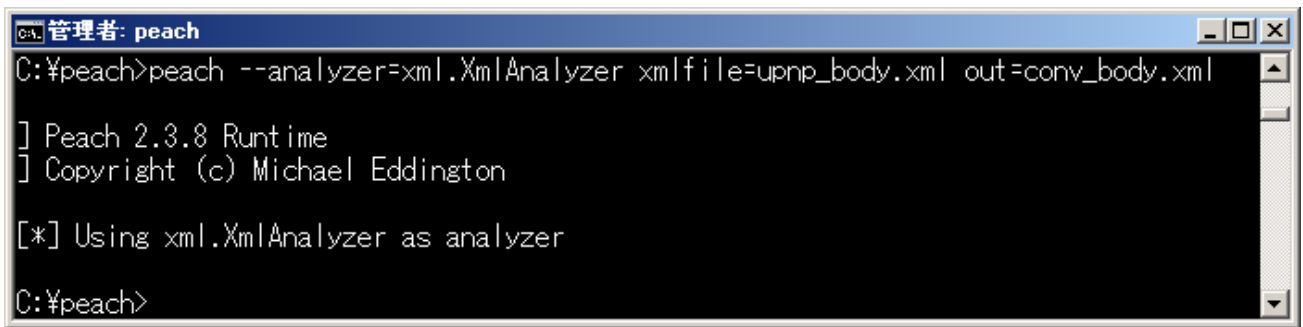 管理者: peach
C:¥peach>peach --analyzer=xml.XmlAnalyzer xmlfile=upnp_body.xml out=conv_body.xml
] Peach 2.3.8 Runtime
] Copyright (c) Michael Eddington
[*] Using xml.XmlAnalyzer as analyzer
C:¥peach>